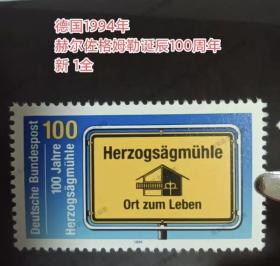 德国1994年
赫尔佐格姆勒诞辰100周年
新 1全
Deutsche Bundespost
100
100 Jahre
Herzogsägmühle
Herzogsägmühle
Ort zum Leben